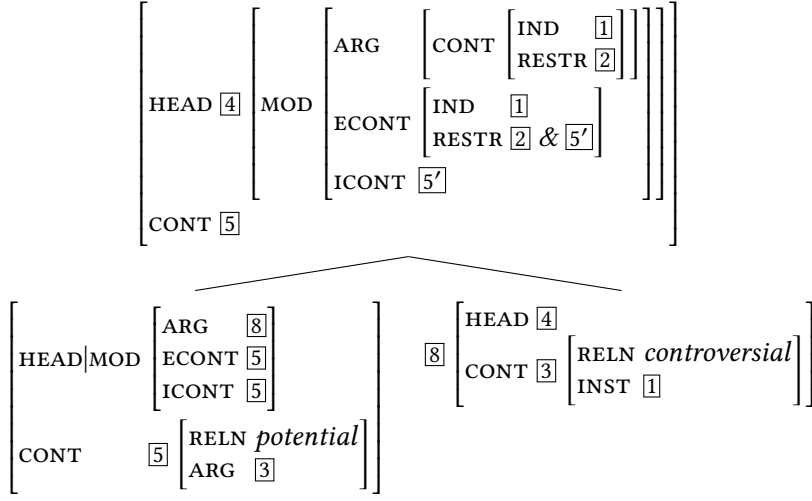 IND 1
ARG CONT RESTR 2
HEAD 4 MOD ECONT IND 1
RESTR 2 & 5′
ICONT 5′
CONT 5
HEAD|MOD ARG 8
ECONT 5
ICONT 5
CONT 5 RELN potential
ARG 3
8 HEAD 4
CONT 3 RELN controversial
INST 1